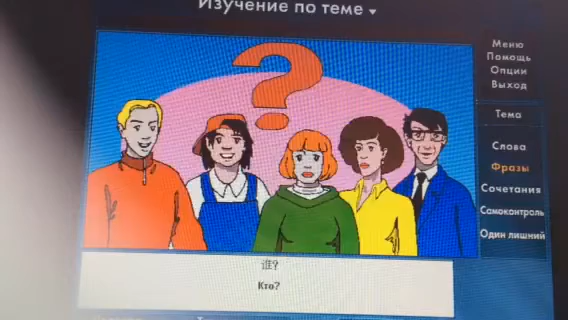 Изучение по теме
Меню
Помощь
Опции
Выход
Тема
Слова
Фразы
Сочетания
Самоконтроль
Один лишний
?
谁?
Кто?